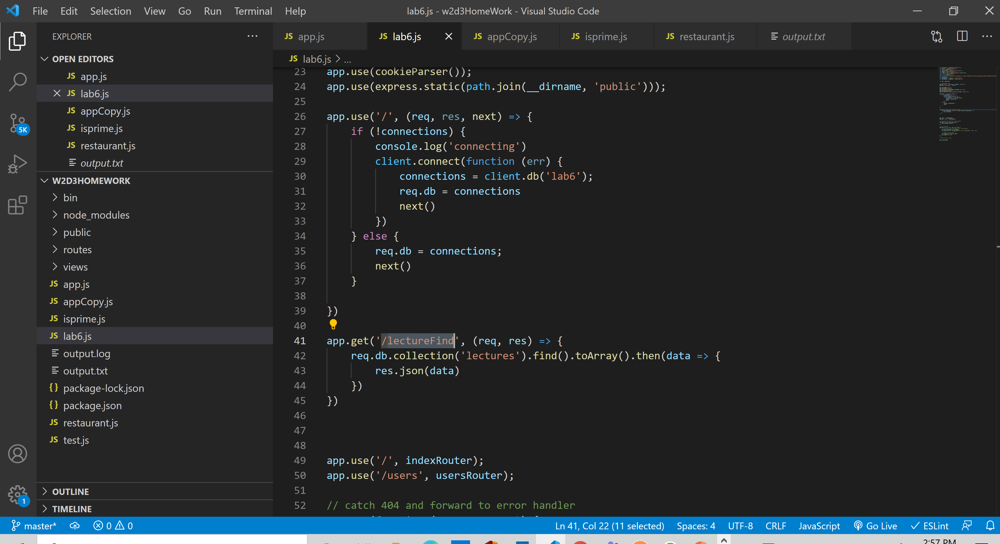 File Edit Selection View Go Run Terminal Help
lab6.js - w2d3HomeWork - Visual Studio Code
EXPLORER
OPEN EDITORS
JS app.js
JS lab6.js
JS appCopy.js
JS isprime.js
JS restaurant.js
output.txt
W2D3HOMEWORK
bin
node_modules
public
routes
views
JS app.js
JS appCopy.js
JS isprime.js
JS lab6.js
output.log
output.txt
{} package-lock.json
{} package.json
JS restaurant.js
JS test.js
OUTLINE
TIMELINE
5K
1
JS app.js JS lab6.js JS appCopy.js JS isprime.js JS restaurant.js output.txt
JS lab6.js > ...
23 app.use(cookieParser());
24 app.use(express.static(path.join(__dirname, 'public')));
25
26 app.use('/', (req, res, next) => {
27 if (!connections) {
28 console.log('connecting')
29 client.connect(function (err) {
30 connections = client.db('lab6');
31 req.db = connections
32 next()
33 })
34 } else {
35 req.db = connections;
36 next()
37 }
38
39 })
40
41 app.get('/lectureFind', (req, res) => {
42 req.db.collection('lectures').find().toArray().then(data => {
43 res.json(data)
44 })
45 })
46
47
48
49 app.use('/', indexRouter);
50 app.use('/users', usersRouter);
51
52 // catch 404 and forward to error handler
master* 0 0 Ln 41, Col 22 (11 selected) Spaces: 4 UTF-8 CRLF JavaScript Go Live ESLint
2:57 PM